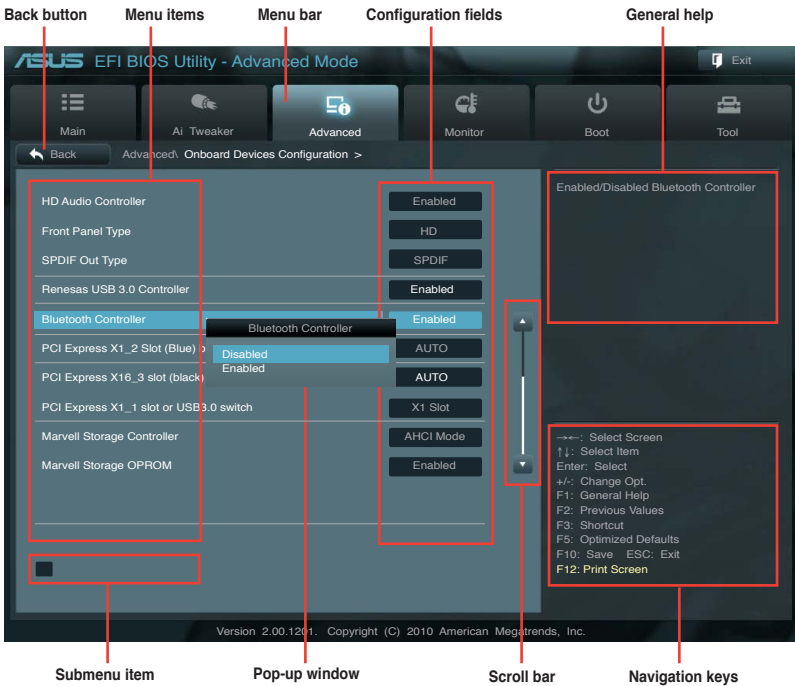 Back button Menu items Menu bar Configuration fields General help
ASUS EFI BIOS Utility - Advanced Mode Exit
Main Ai Tweaker Advanced Monitor Boot Tool
Back Advanced\ Onboard Devices Configuration >
HD Audio Controller Enabled
Front Panel Type HD
SPDIF Out Type SPDIF
Renesas USB 3.0 Controller Enabled
Bluetooth Controller Enabled
PCI Express X1_2 Slot (Blue) AUTO
PCI Express X16_3 slot (black) AUTO
PCI Express X1_1 slot or USB3.0 switch X1 Slot
Marvell Storage Controller AHCI Mode
Marvell Storage OPROM Enabled
Bluetooth Controller
Disabled
Enabled
Enabled/Disabled Bluetooth Controller
→←: Select Screen
↑↓: Select Item
Enter: Select
+/-: Change Opt.
F1: General Help
F2: Previous Values
F3: Shortcut
F5: Optimized Defaults
F10: Save ESC: Exit
F12: Print Screen
Version 2.00.1201. Copyright (C) 2010 American Megatrends, Inc.
Submenu item Pop-up window Scroll bar Navigation keys